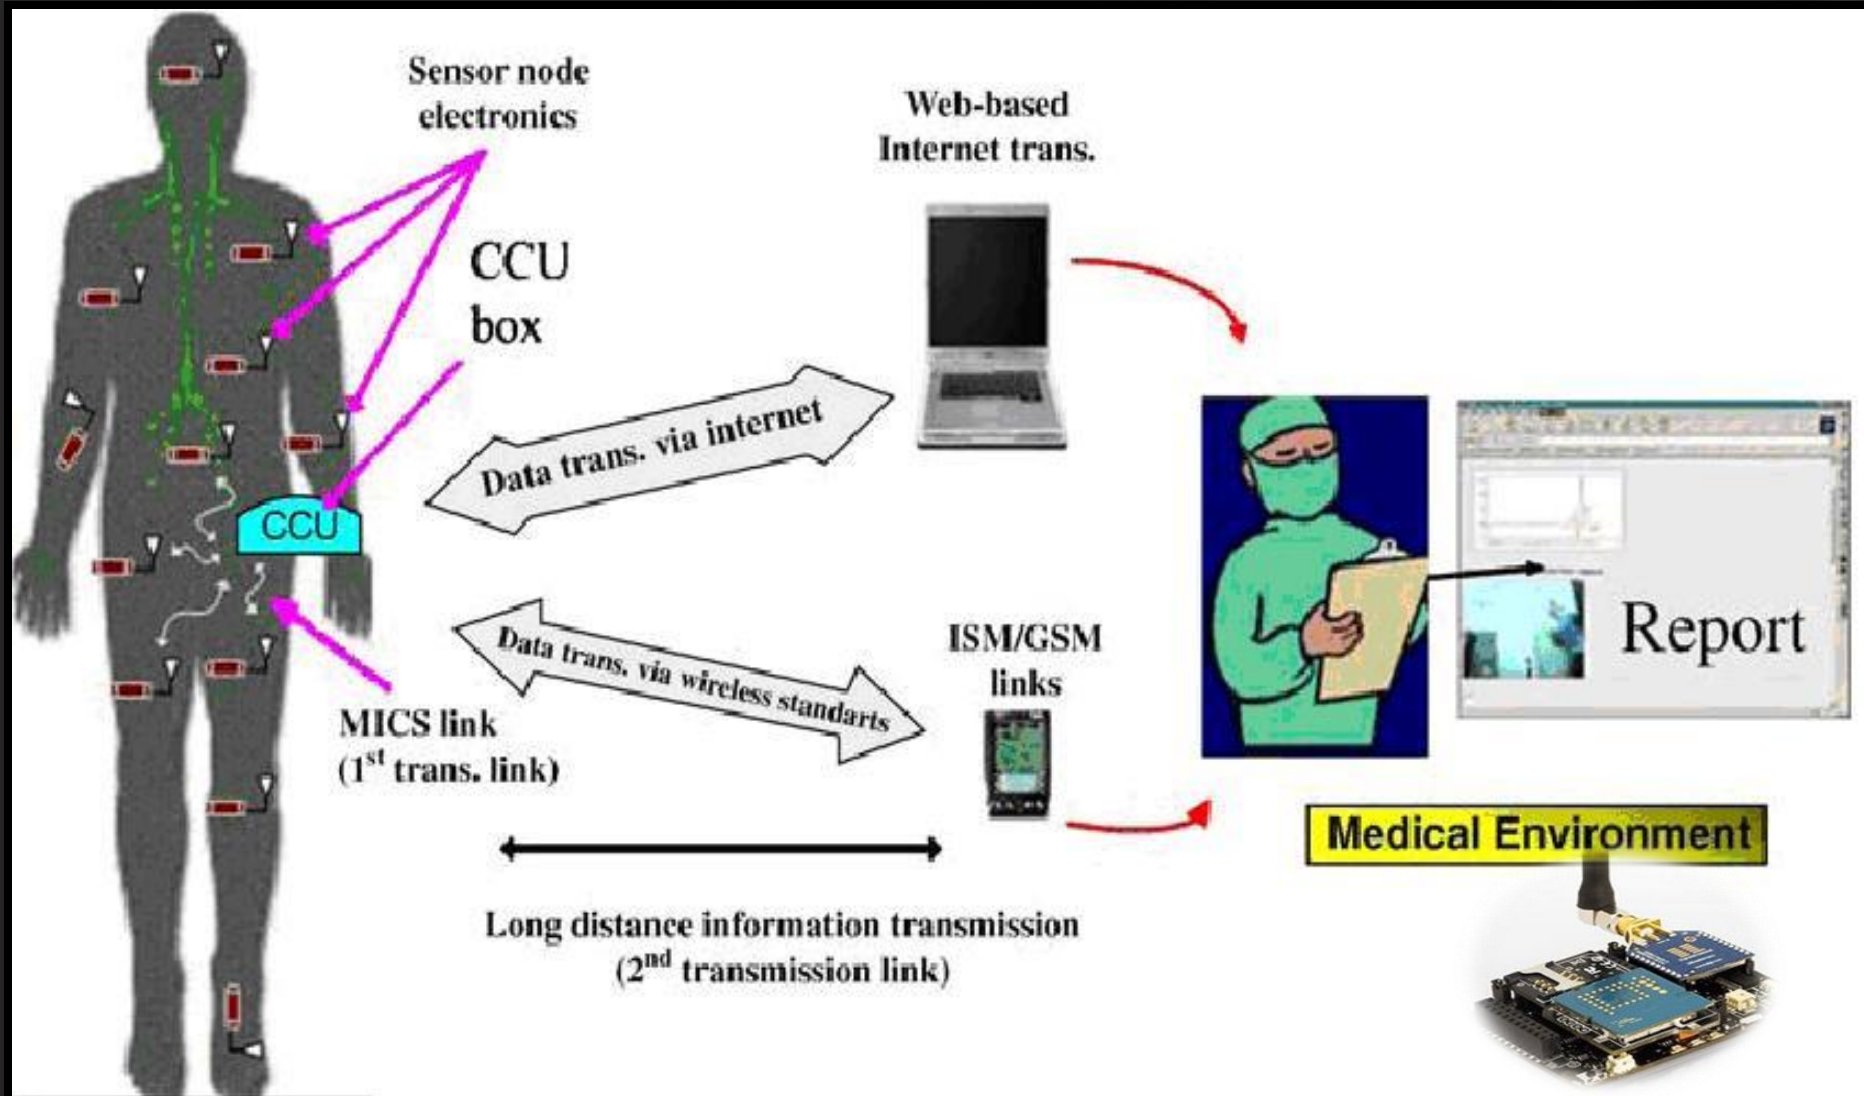 Sensor node
electronics
CCU
box
CCU
MICS link
(1st trans. link)
Web-based
Internet trans.
Data trans. via internet
Data trans. via wireless standarts
ISM/GSM
links
Long distance information transmission
(2nd transmission link)
Report
Medical Environment